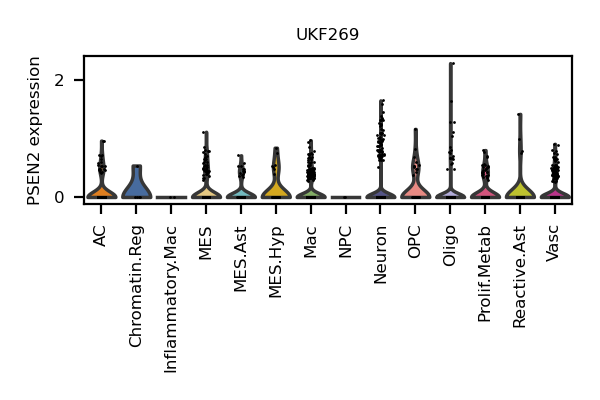 UKF269
PSEN2 expression
2
0
AC
Chromatin.Reg
Inflammatory.Mac
MES
MES.Ast
MES.Hyp
Mac
NPC
Neuron
OPC
Oligo
Prolif.Metab
Reactive.Ast
Vasc